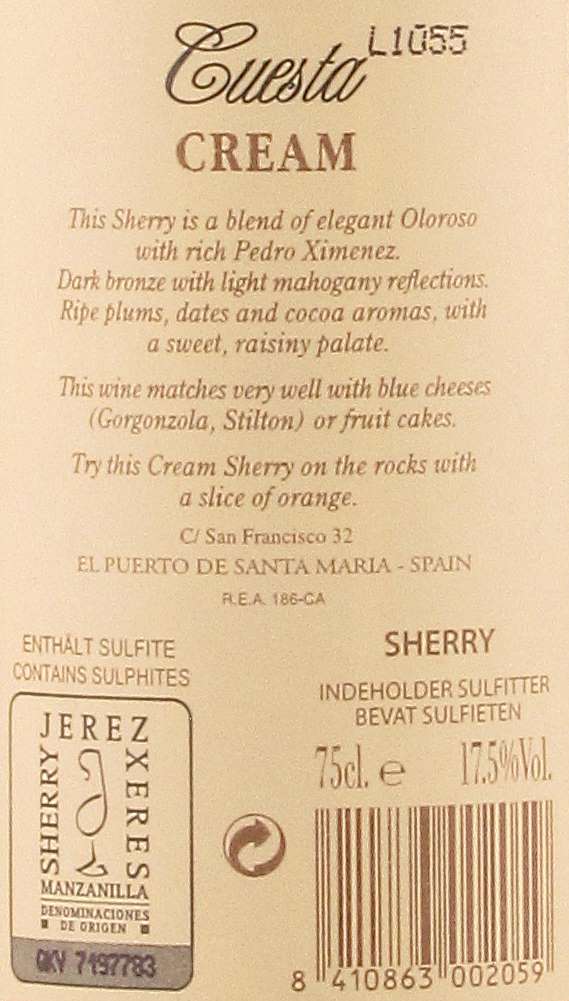 Cuesta
L1055
CREAM
This Sherry is a blend of elegant Oloroso
with rich Pedro Ximenez.
Dark bronze with light mahogany reflections.
Ripe plums, dates and cocoa aromas, with
a sweet, raisiny palate.
This wine matches very well with blue cheeses
(Gorgonzola, Stilton) or fruit cakes.
Try this Cream Sherry on the rocks with
a slice of orange.
C/ San Francisco 32
EL PUERTO DE SANTA MARIA - SPAIN
R.E.A. 186-CA
ENTHÄLT SULFITE
CONTAINS SULPHITES
JEREZ
XERES
SHERRY
MANZANILLA
DENOMINACIONES
DE ORIGEN
QKY 7497783
SHERRY
INDEHOLDER SULFITTER
BEVAT SULFIETEN
75cl. e 17.5%Vol.
8 410863 002059